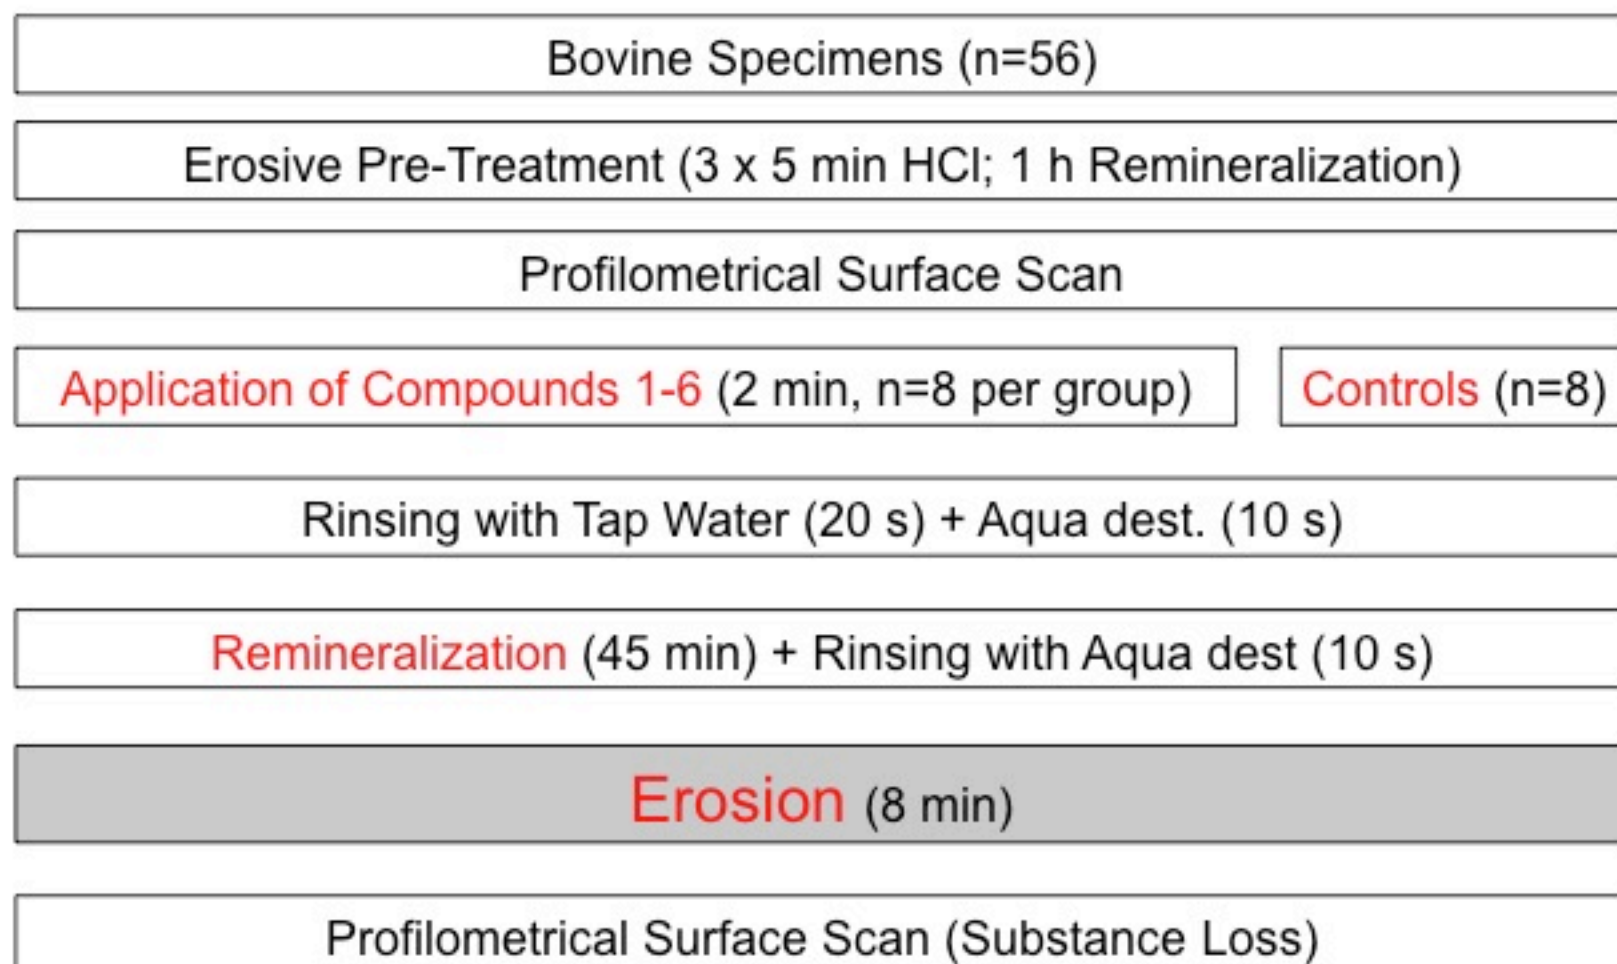 Bovine Specimens (n=56)
Erosive Pre-Treatment (3 x 5 min HCl; 1 h Remineralization)
Profilometrical Surface Scan
Application of Compounds 1-6 (2 min, n=8 per group)
Controls (n=8)
Rinsing with Tap Water (20 s) + Aqua dest. (10 s)
Remineralization (45 min) + Rinsing with Aqua dest (10 s)
Erosion (8 min)
Profilometrical Surface Scan (Substance Loss)